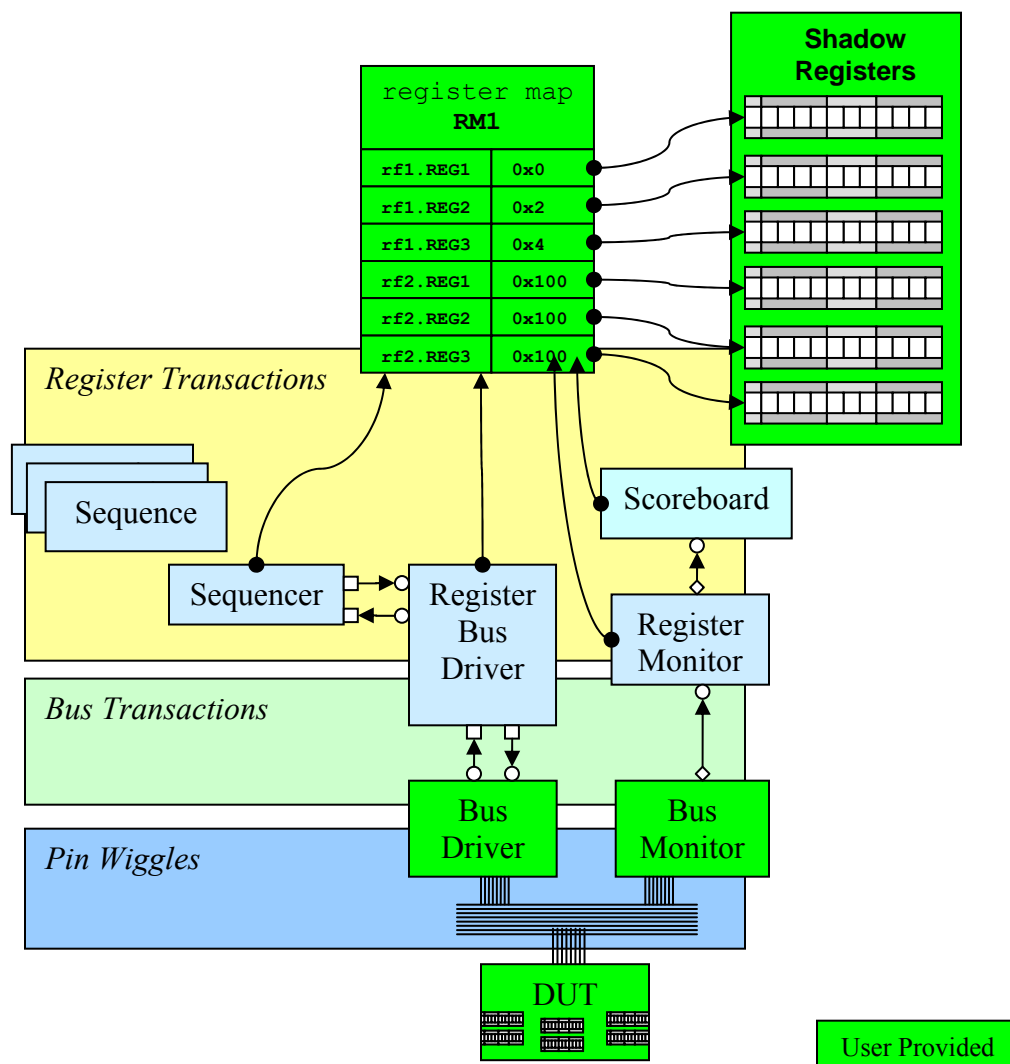 Shadow
Registers
register map
RM1
rf1.REG1 0x0
rf1.REG2 0x2
rf1.REG3 0x4
rf2.REG1 0x100
rf2.REG2 0x100
rf2.REG3 0x100
Register Transactions
Sequence
Scoreboard
Sequencer
Register
Bus
Driver
Register
Monitor
Bus Transactions
Bus
Driver
Bus
Monitor
Pin Wiggles
DUT
User Provided